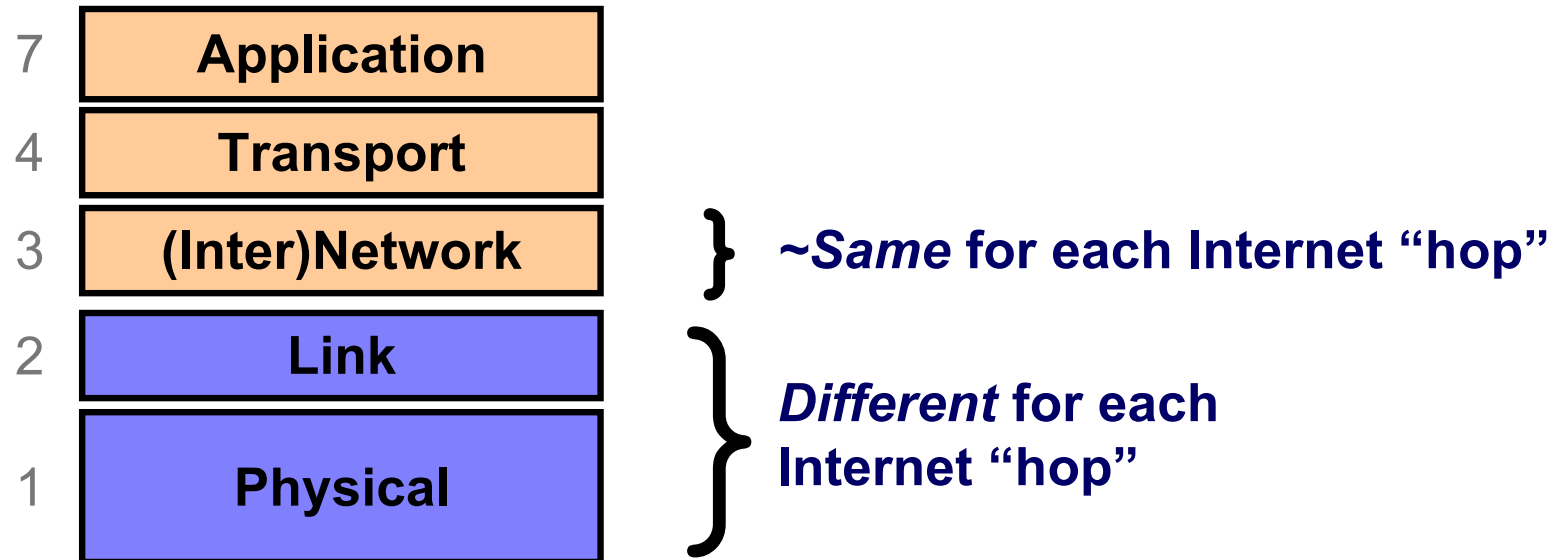 7 Application
4 Transport
3 (Inter)Network
~Same for each Internet “hop”
2 Link
Different for each
Internet “hop”
1 Physical